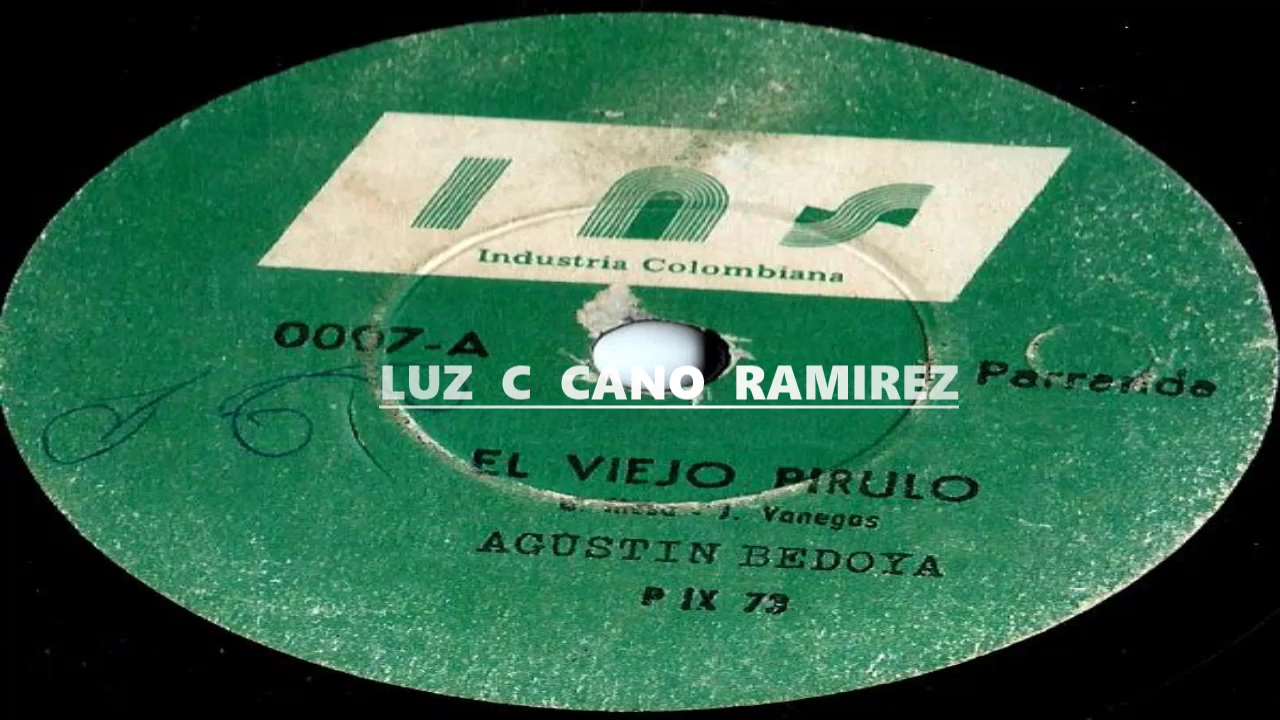 Ins
Industria Colombiana
0007-A
Parranda
LUZ C CANO RAMIREZ
EL VIEJO PIRULO
J. Vanegas
AGUSTIN BEDOYA
P IX 73